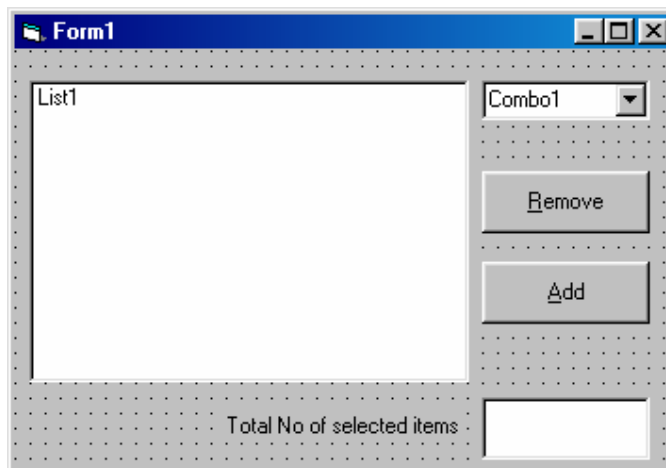 Form1
List1
Combo1
Remove
Add
Total No of selected items